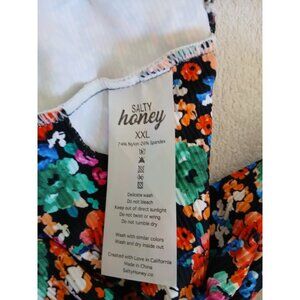 SALTY
honey
XXL
74% Nylon /26% Spandex
Delicate wash
Do not bleach
Keep out of direct sunlight
Do not twist or wring
Do not tumble dry
Wash with similar colors
Wash and dry inside out
Created with Love in California
Made in China
SaltyHoney.co